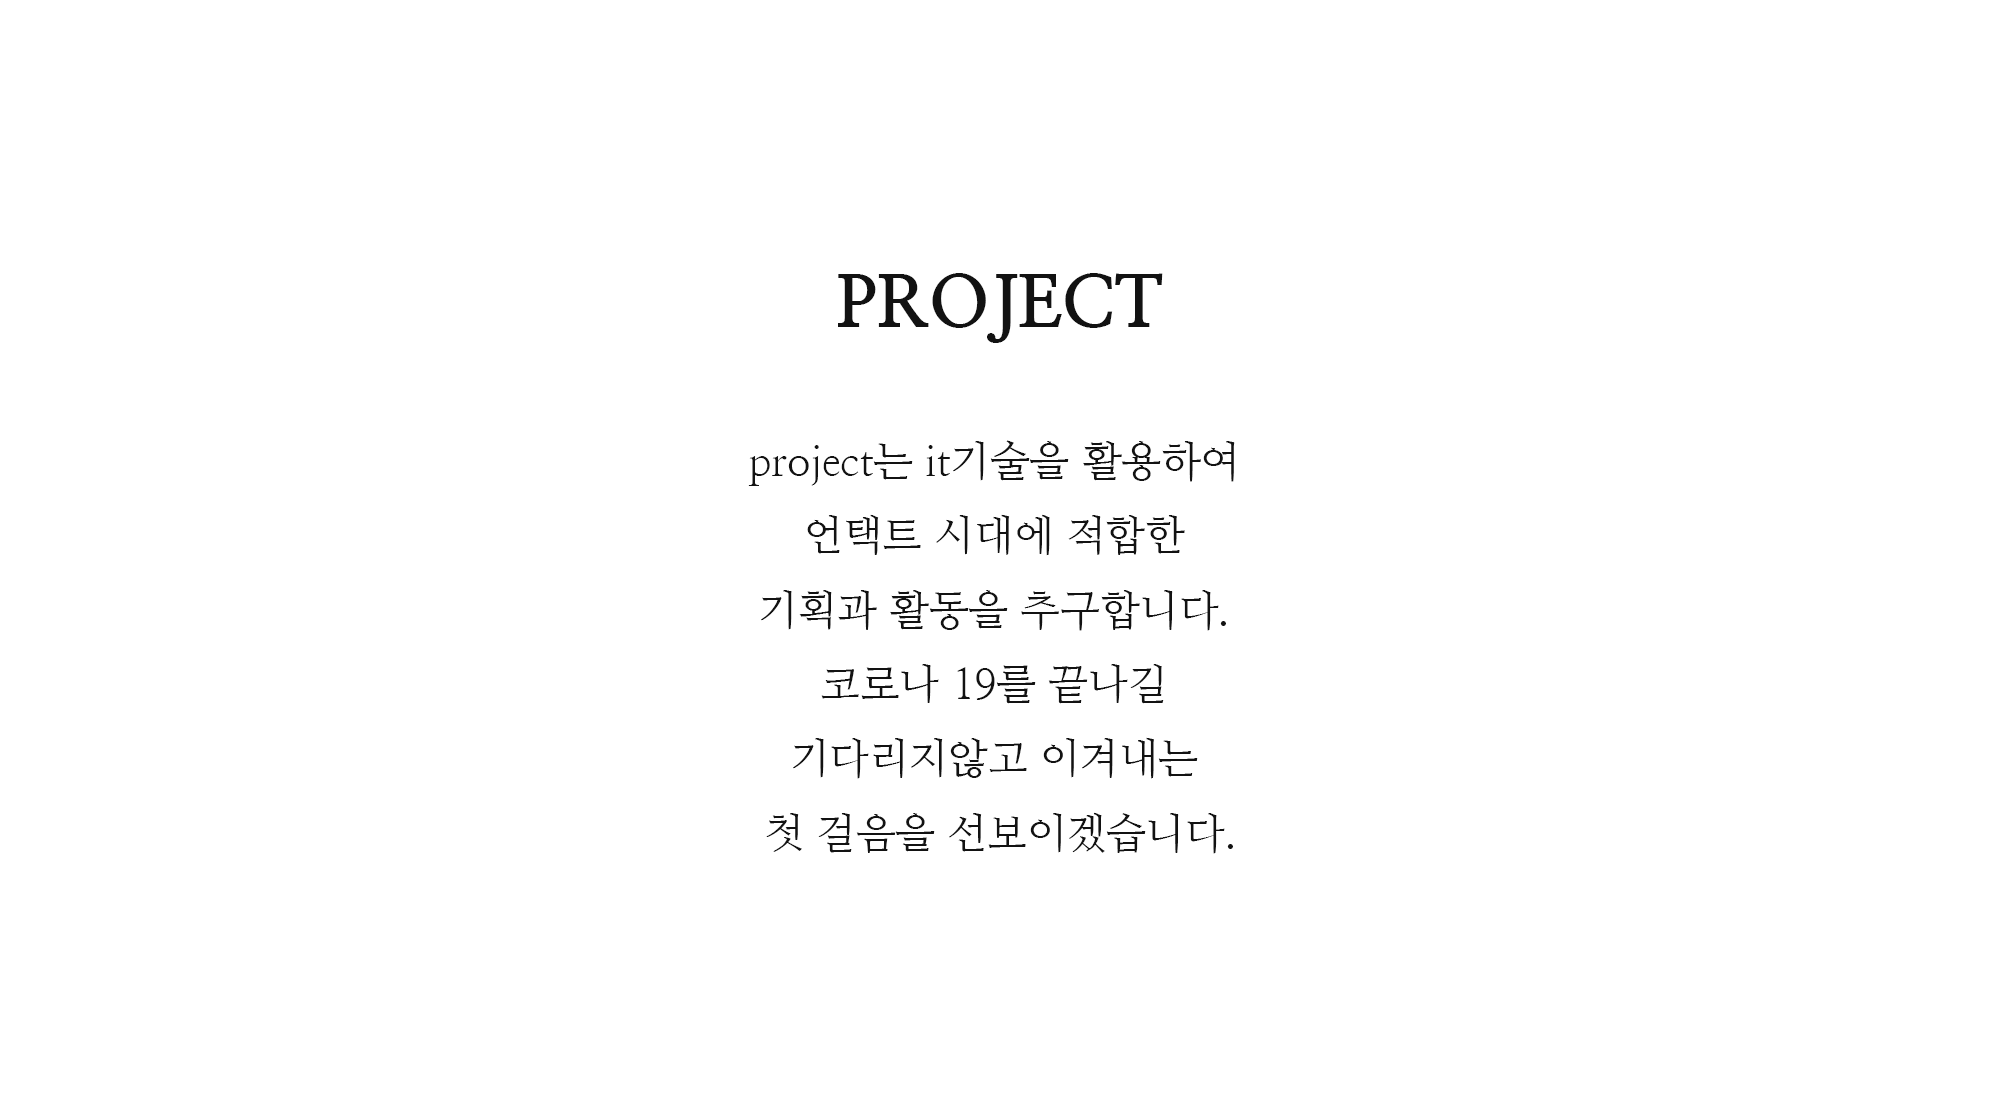 PROJECT
project는 it기술을 활용하여
언택트 시대에 적합한
기획과 활동을 추구합니다.
코로나 19를 끝나길
기다리지않고 이겨내는
첫 걸음을 선보이겠습니다.